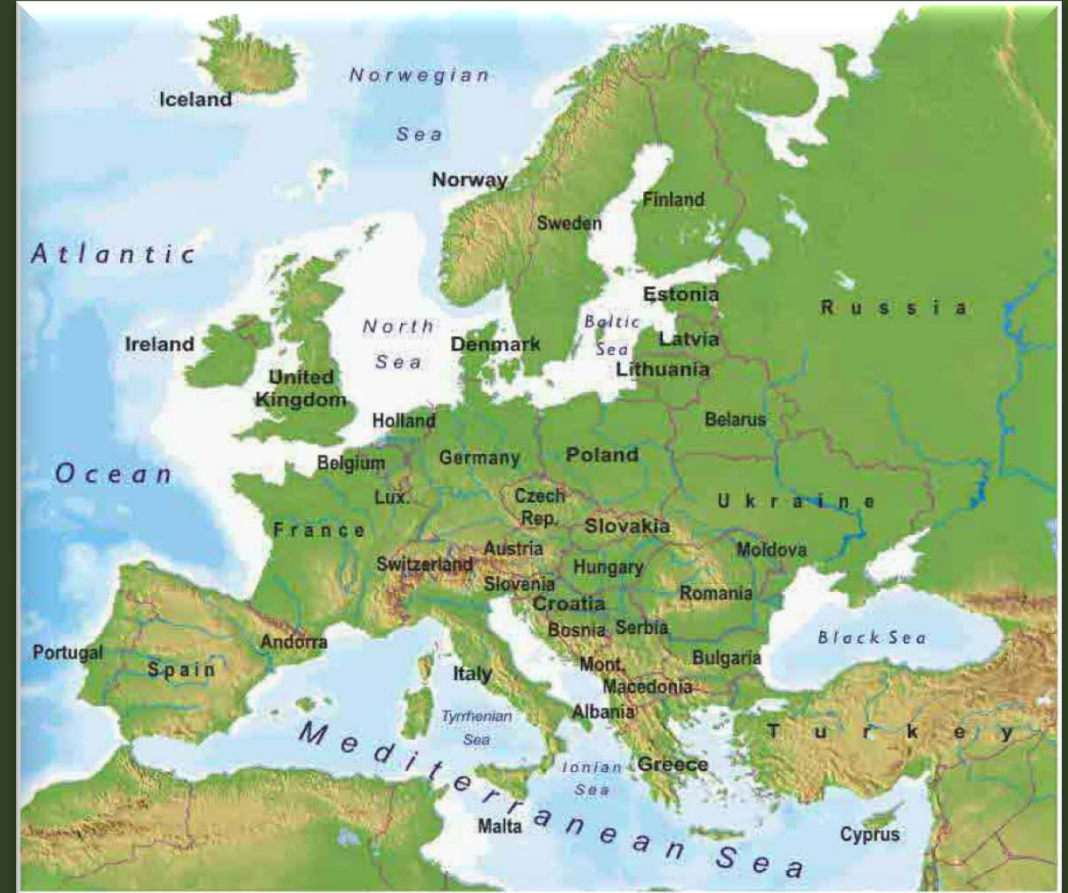 Norwegian
Iceland
Sea
Norway
Finland
Sweden
Atlantic
Estonia
Russia
North
Baltic
Ireland
Denmark
Latvia
Sea
Sea
Lithuania
United
Kingdom
Holland
Belarus
Germany
Poland
Belgium
Ocean
Lux.
Czech
Rep.
Ukraine
France
Slovakia
Austria
Moldova
Switzerland
Hungary
Slovenia
Romania
Croatia
Bosnia
Serbia
Black Sea
Andorra
Portugal
Bulgaria
Spain
Mont.
Italy
Macedonia
Albania
Tyrrhenian
Sea
Turkey
Mediterranean Sea
Ionian
Sea
Greece
Malta
Cyprus